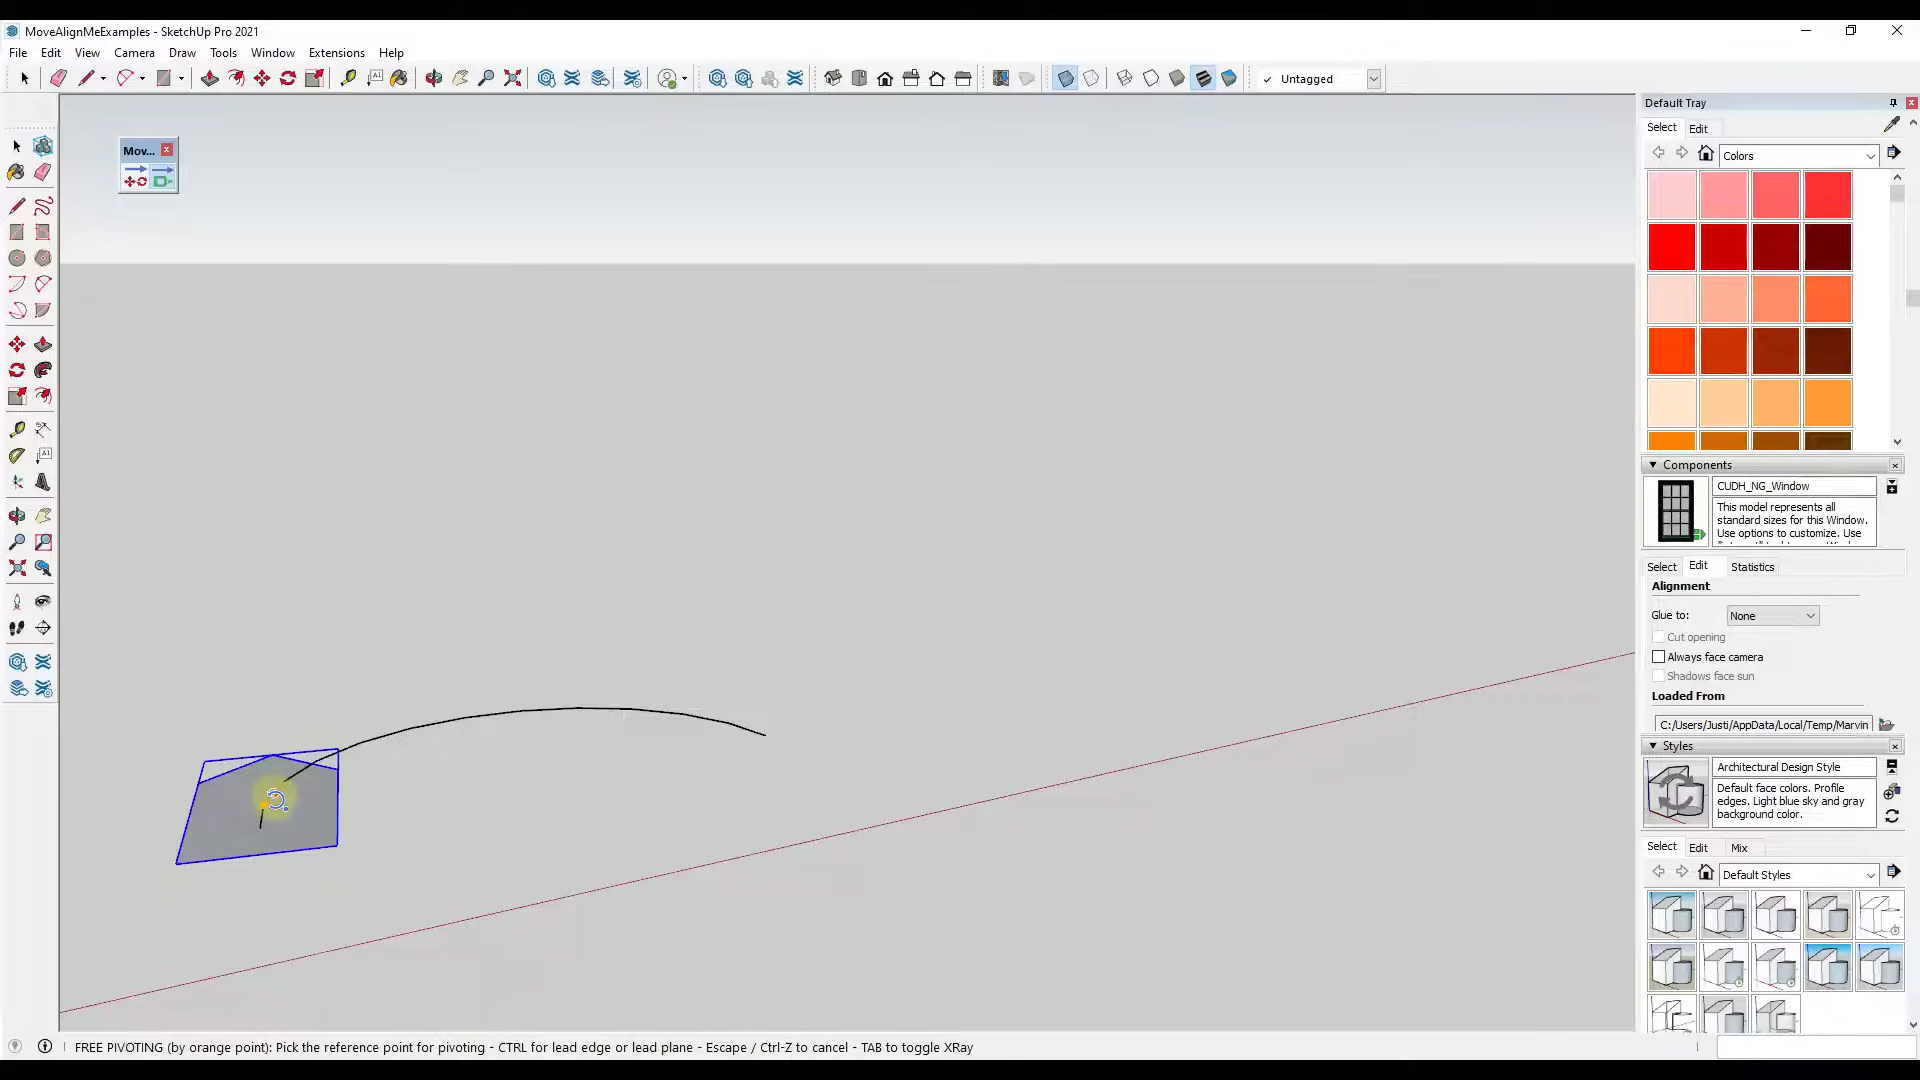 MoveAlignMeExamples - SketchUp Pro 2021
File Edit View Camera Draw Tools Window Extensions Help
Untagged
Default Tray
Select Edit
Colors
Mov...
Components
CUDH_NG_Window
This model represents all
standard sizes for this Window.
Use options to customize. Use
Select Edit Statistics
Alignment
Glue to: None
Cut opening
Always face camera
Shadows face sun
Loaded From
C:/Users/Justi/AppData/Local/Temp/Marvin
Styles
Architectural Design Style
Default face colors. Profile
edges. Light blue sky and gray
background color.
Select Edit Mix
Default Styles
FREE PIVOTING (by orange point): Pick the reference point for pivoting - CTRL for lead edge or lead plane - Escape / Ctrl-Z to cancel - TAB to toggle XRay